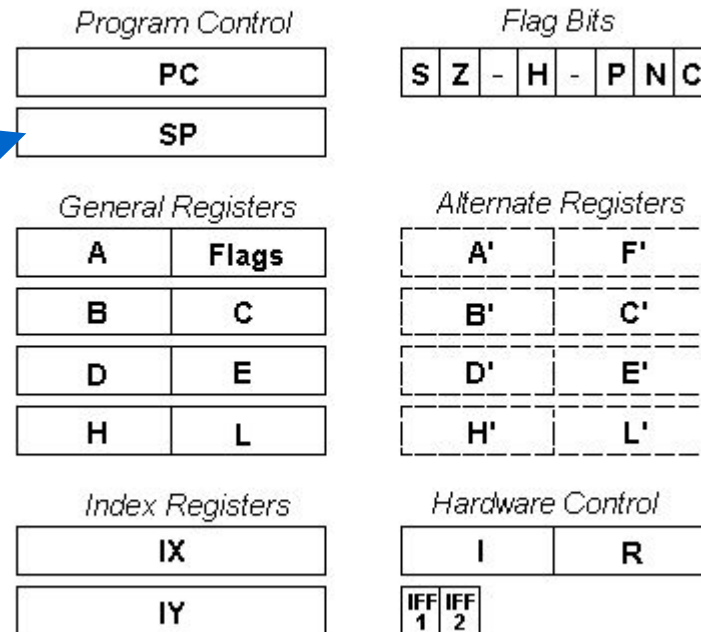 Program Control
PC
SP
Flag Bits
S Z - H - P N C
General Registers
A Flags
B C
D E
H L
Alternate Registers
A' F'
B' C'
D' E'
H' L'
Index Registers
IX
IY
Hardware Control
I R
IFF IFF
1 2